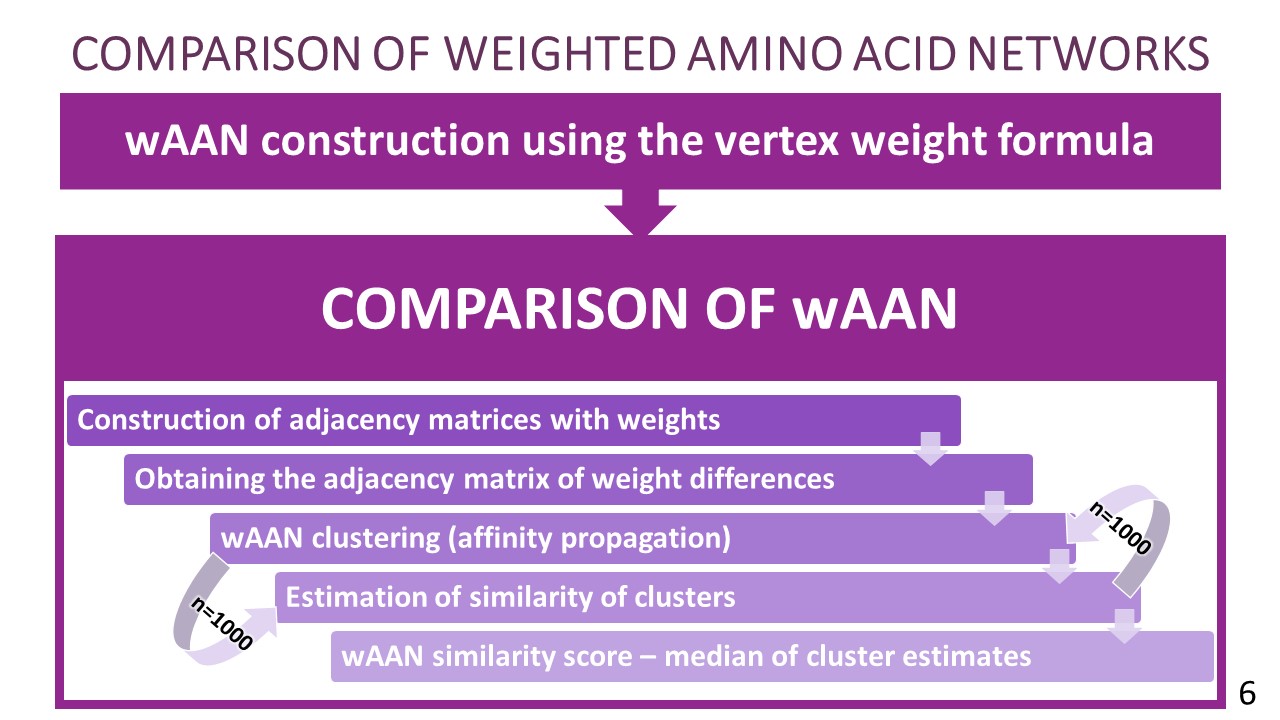 COMPARISON OF WEIGHTED AMINO ACID NETWORKS
wAAN construction using the vertex weight formula
COMPARISON OF wAAN
Construction of adjacency matrices with weights
Obtaining the adjacency matrix of weight differences
wAAN clustering (affinity propagation)
n=1000
Estimation of similarity of clusters
n=1000
wAAN similarity score – median of cluster estimates
6